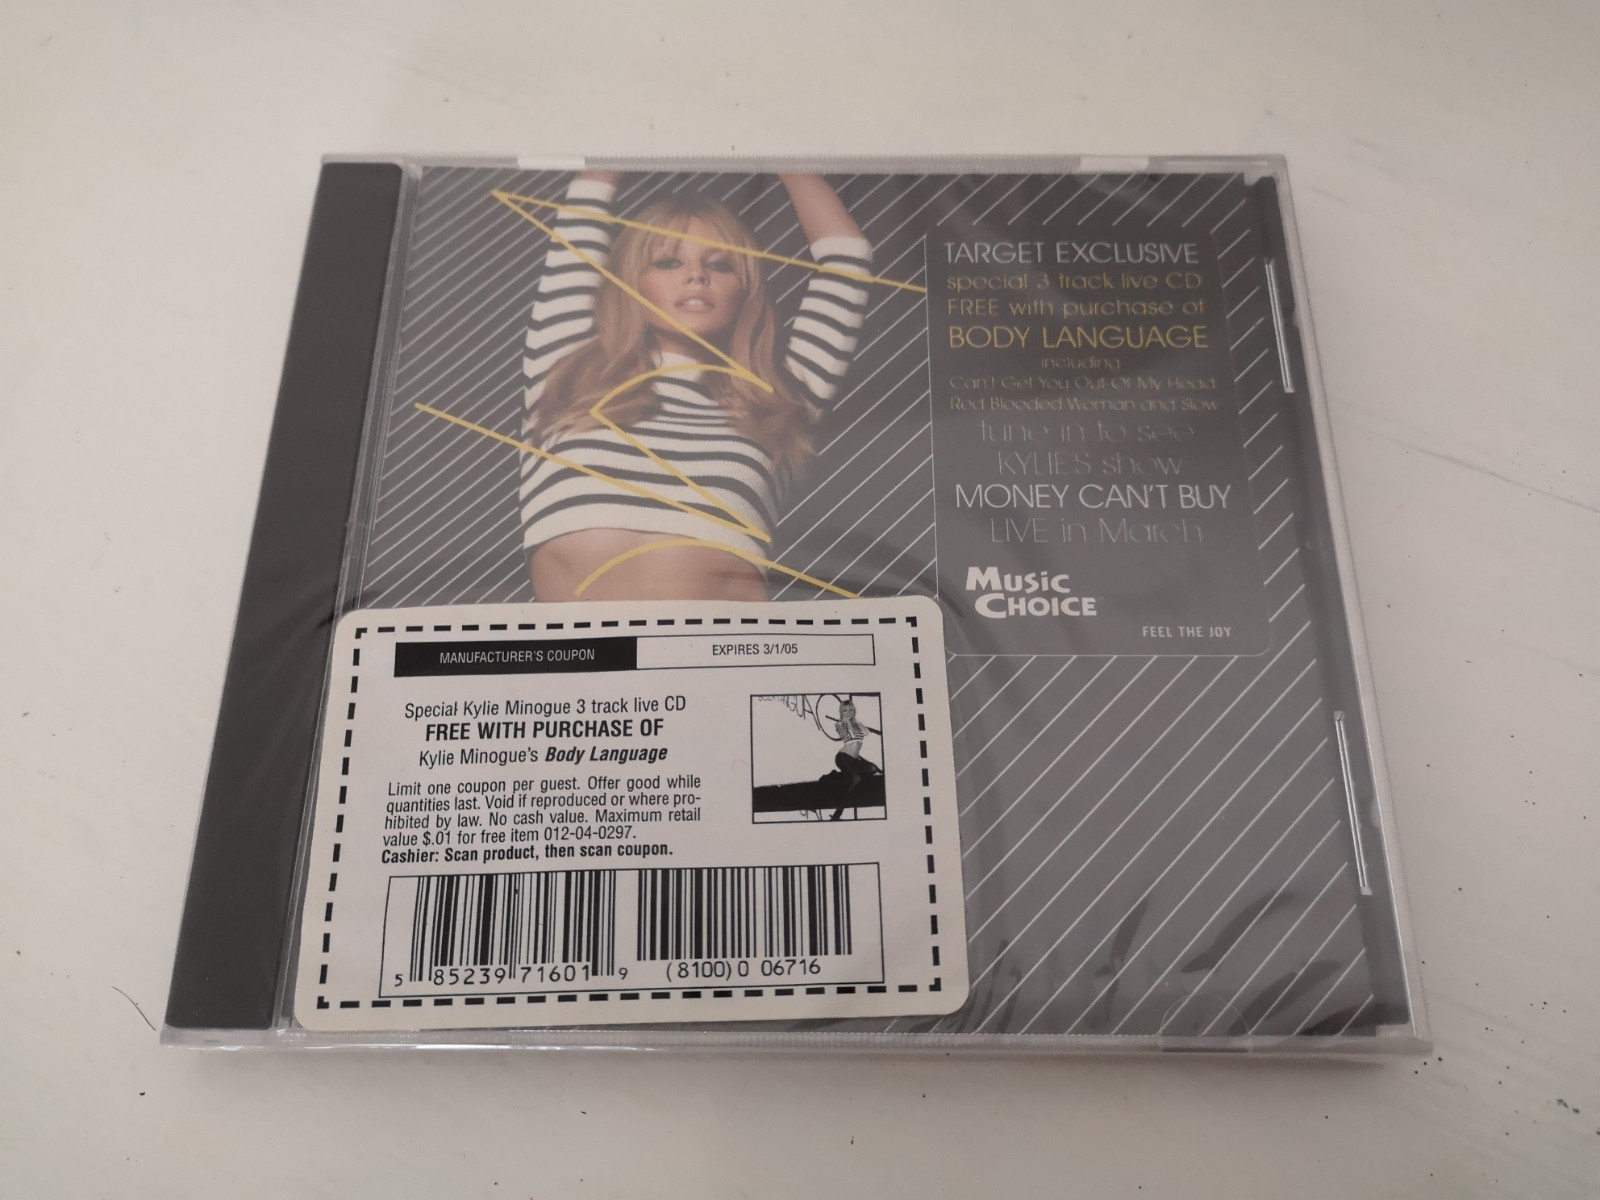 TARGET EXCLUSIVE
special 3 track live CD
FREE with purchase of
BODY LANGUAGE
including
Can't Get You Out Of My Head
Red Blooded Woman and Slow
tune in to see
KYLIE'S show
MONEY CAN'T BUY
LIVE in March
MUSIC
CHOICE
FEEL THE JOY
MANUFACTURER'S COUPON
EXPIRES 3/1/05
Special Kylie Minogue 3 track live CD
FREE WITH PURCHASE OF
Kylie Minogue's Body Language
Limit one coupon per guest. Offer good while
quantities last. Void if reproduced or where pro-
hibited by law. No cash value. Maximum retail
value $.01 for free item 012-04-0297.
Cashier: Scan product, then scan coupon.
5 85239 71601 9 (8100)0 06716